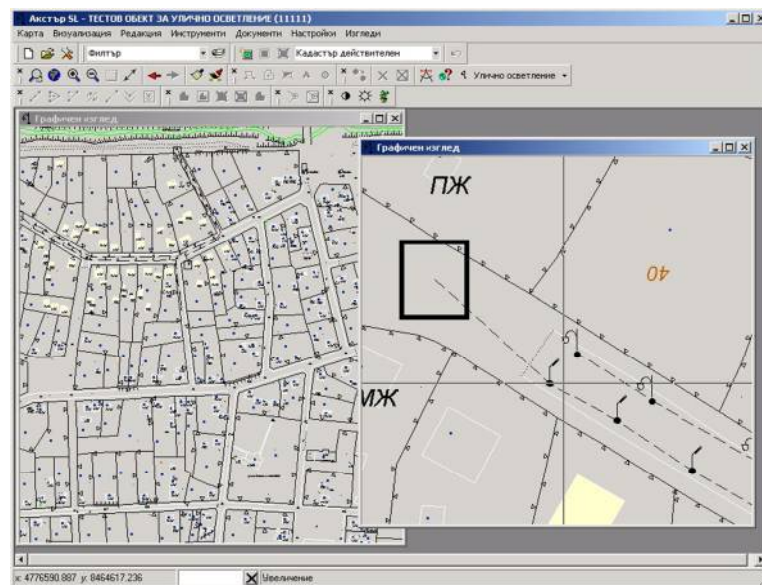 Акстър SL - ТЕСТОВ ОБЕКТ ЗА УЛИЧНО ОСВЕТЛЕНИЕ (11111)
Карта Визуализация Редакция Инструменти Документи Настройки Изгледи
Филтър Кадастър действителен
Улично осветление
Графичен изглед
Графичен изглед
ПЖ
40
МЖ
x: 4776590.887 y: 8464617.236 Увеличение